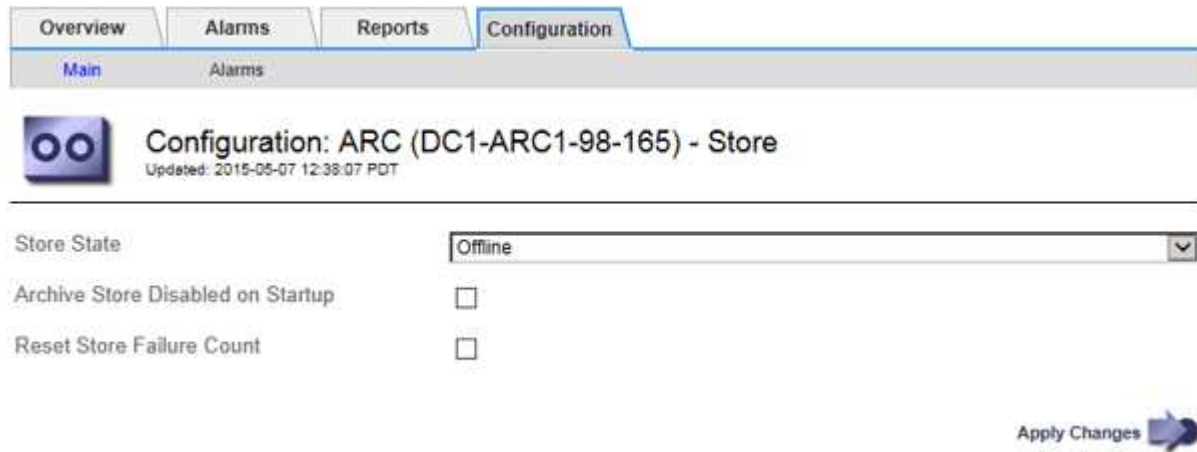 Overview Alarms Reports Configuration
Main Alarms
Configuration: ARC (DC1-ARC1-98-165) - Store
Updated: 2015-05-07 12:38:07 PDT
Store State Offline
Archive Store Disabled on Startup
Reset Store Failure Count
Apply Changes